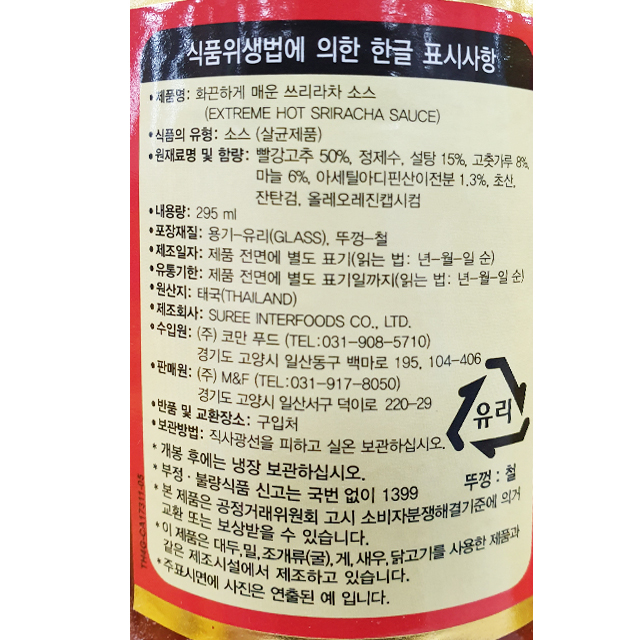 식품위생법에 의한 한글 표시사항
•제품명: 화끈하게 매운 쓰리라차 소스
(EXTREME HOT SRIRACHA SAUCE)
•식품의 유형: 소스 (살균제품)
•원재료명 및 함량: 빨강고추 50%, 정제수, 설탕 15%, 고춧가루 8%,
마늘 6%, 아세틸아디핀산이전분 1.3%, 초산,
잔탄검, 올레오레진캡시컴
•내용량: 295 ml
•포장재질: 용기-유리(GLASS), 뚜껑-철
•제조일자: 제품 전면에 별도 표기(읽는 법: 년-월-일 순)
•유통기한: 제품 전면에 별도 표기일까지(읽는 법: 년-월-일 순)
•원산지: 태국(THAILAND)
•제조회사: SUREE INTERFOODS CO., LTD.
•수입원: (주) 코만 푸드 (TEL:031-908-5710)
경기도 고양시 일산동구 백마로 195, 104-406
•판매원: (주) M&F (TEL:031-917-8050)
경기도 고양시 일산서구 덕이로 220-29
•반품 및 교환장소: 구입처
•보관방법: 직사광선을 피하고 실온 보관하십시오.
유리
뚜껑 : 철
* 개봉 후에는 냉장 보관하십시오.
* 부정·불량식품 신고는 국번 없이 1399
* 본 제품은 공정거래위원회 고시 소비자분쟁해결기준에 의거
교환 또는 보상받을 수 있습니다.
*이 제품은 대두,밀,조개류(굴),게,새우,닭고기를 사용한 제품과
같은 제조시설에서 제조하고 있습니다.
*주표시면에 사진은 연출된 예 입니다.